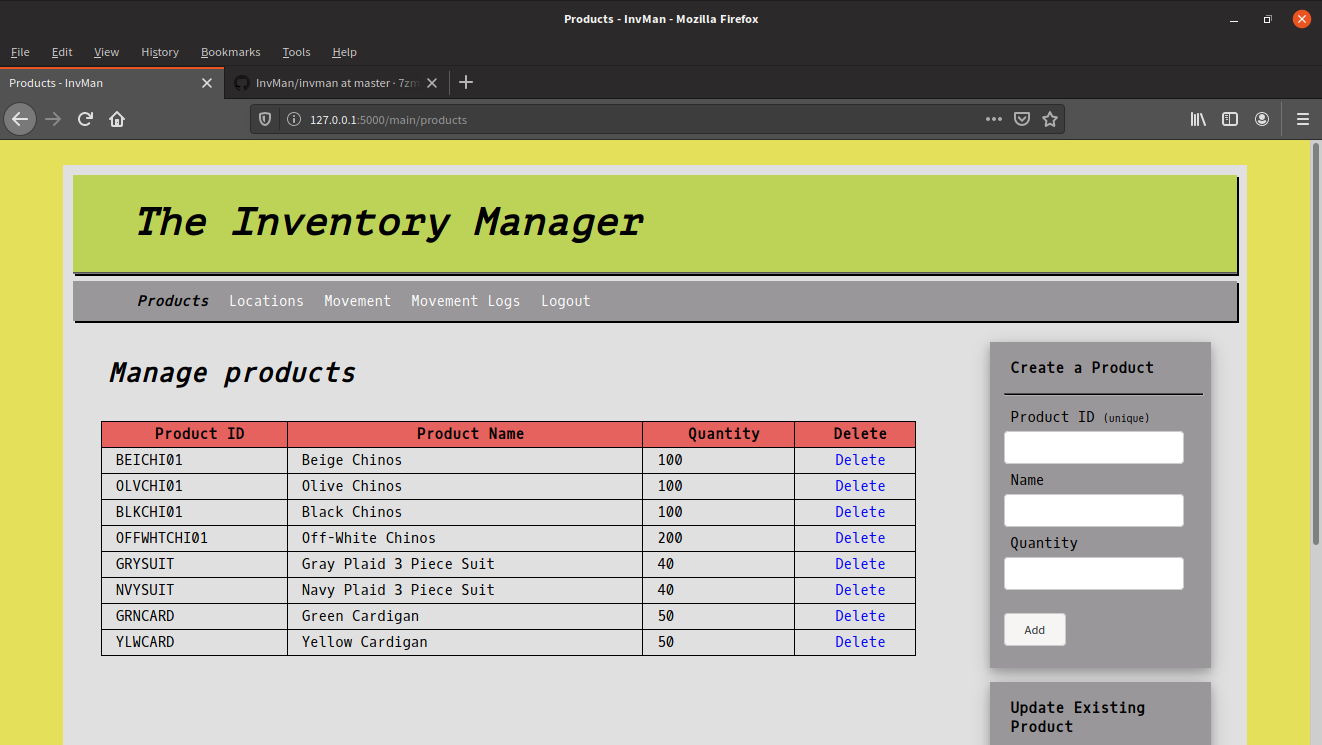 Products - InvMan - Mozilla Firefox
File Edit View History Bookmarks Tools Help
Products - InvMan InvMan/invman at master · 7zm
127.0.0.1:5000/main/products
The Inventory Manager
Products Locations Movement Movement Logs Logout
Manage products
Product ID Product Name Quantity Delete
BEICHI01 Beige Chinos 100 Delete
OLVCHI01 Olive Chinos 100 Delete
BLKCHI01 Black Chinos 100 Delete
OFFWHTCHI01 Off-White Chinos 200 Delete
GRYSUIT Gray Plaid 3 Piece Suit 40 Delete
NVYSUIT Navy Plaid 3 Piece Suit 40 Delete
GRNCARD Green Cardigan 50 Delete
YLWCARD Yellow Cardigan 50 Delete
Create a Product
Product ID (unique)
Name
Quantity
Add
Update Existing
Product